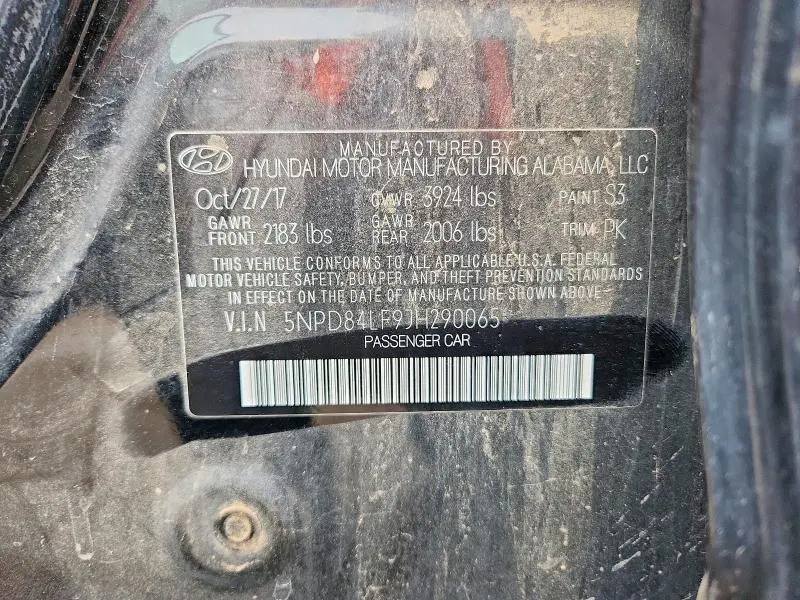 MANUFACTURED BY
HYUNDAI MOTOR MANUFACTURING ALABAMA, LLC
Oct/27/17 GVWR 3924 lbs PAINT S3
GAWR FRONT 2183 lbs GAWR REAR 2006 lbs TRIM PK
THIS VEHICLE CONFORMS TO ALL APPLICABLE U.S.A. FEDERAL
MOTOR VEHICLE SAFETY, BUMPER, AND THEFT PREVENTION STANDARDS
IN EFFECT ON THE DATE OF MANUFACTURE SHOWN ABOVE.
V.I.N 5NPD84LF9JH290065
PASSENGER CAR